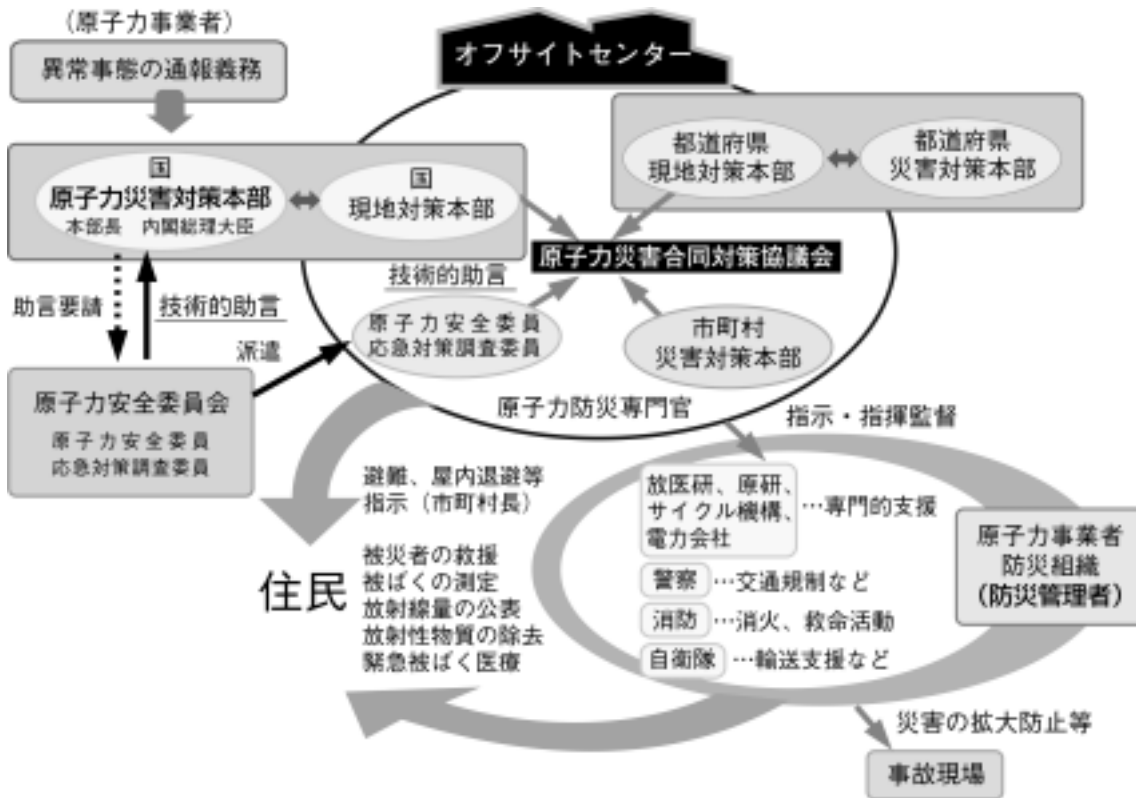 （原子力事業者）
異常事態の通報義務
オフサイトセンター
国
原子力災害対策本部
本部長　内閣総理大臣
国
現地対策本部
都道府県
現地対策本部
都道府県
災害対策本部
原子力災害合同対策協議会
技術的助言
原子力安全委員
応急対策調査委員
市町村
災害対策本部
助言要請
技術的助言
派遣
原子力安全委員会
原子力安全委員
応急対策調査委員
原子力防災専門官
指示・指揮監督
避難、屋内退避等
指示（市町村長）
住民
被災者の救援
被ばくの測定
放射線量の公表
放射性物質の除去
緊急被ばく医療
放医研、原研、
サイクル機構、
電力会社
…専門的支援
警察…交通規制など
消防…消火、救命活動
自衛隊…輸送支援など
原子力事業者
防災組織
（防災管理者）
災害の拡大防止等
事故現場